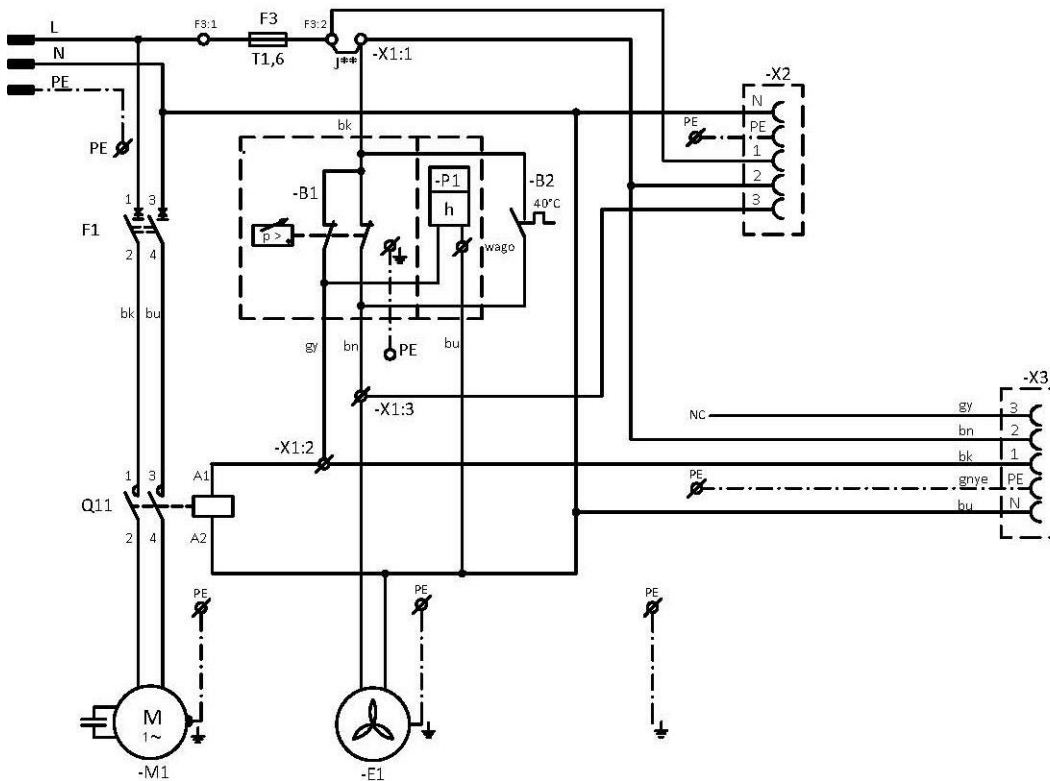 L
F3:1
F3
F3:2
T1,6
J**
-X1:1
N
PE
PE
-X2
N
PE
PE
1
2
3
bk
-B1
-P1
h
-B2
40°C
p >
wago
1
3
F1
2
4
bk
bu
gy
bn
PE
bu
-X1:3
-X1:2
-X3
NC
gy
3
bn
2
bk
1
PE
gnye
PE
bu
N
1
3
A1
Q11
2
4
A2
PE
PE
PE
M
1~
-M1
-E1